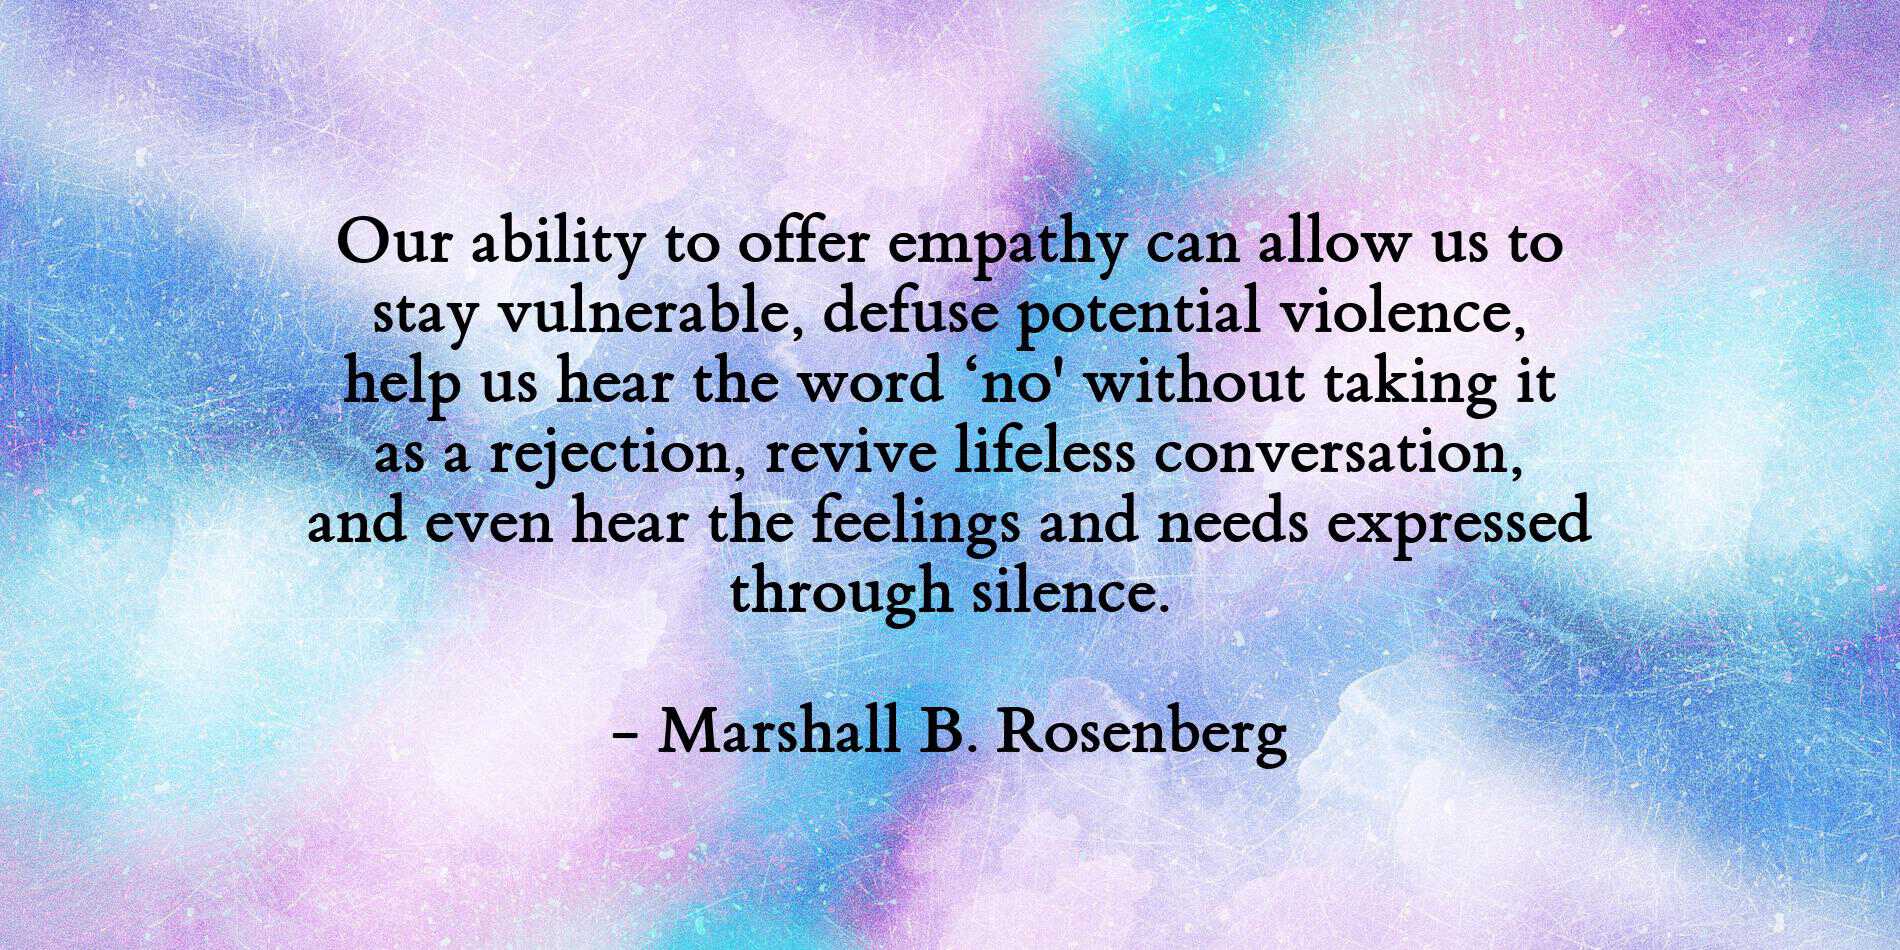 Our ability to offer empathy can allow us to
stay vulnerable, defuse potential violence,
help us hear the word ‘no' without taking it
as a rejection, revive lifeless conversation,
and even hear the feelings and needs expressed
through silence.
– Marshall B. Rosenberg